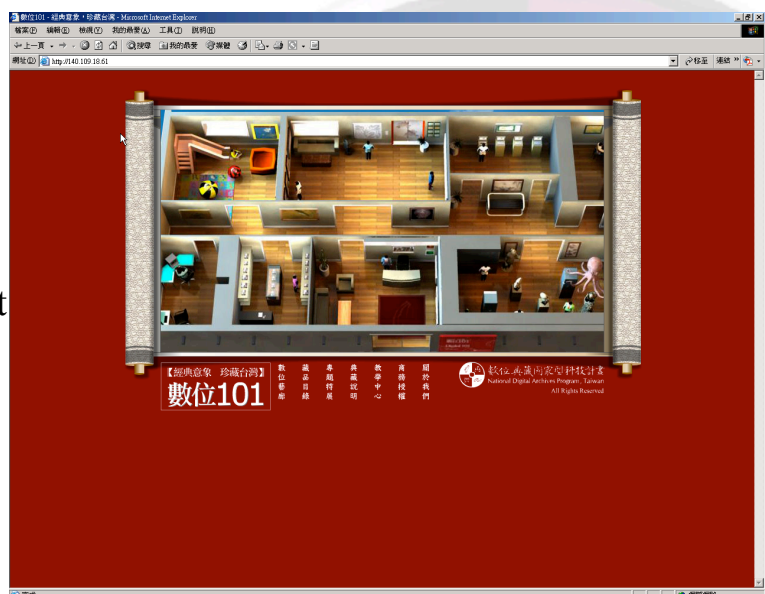 數位101 - 經典意象，珍藏台灣 - Microsoft Internet Explorer
檔案(F) 編輯(E) 檢視(V) 我的最愛(A) 工具(T) 說明(H)
上一頁 搜尋 我的最愛 媒體
網址(D) http://140.109.18.61 移至 連結 »
t
【經典意象 珍藏台灣】
數位101
數位藝廊
藏品目錄
專題特展
典藏說明
教學中心
商務授權
關於我們
數位典藏國家型科技計畫
National Digital Archives Program, Taiwan
All Rights Reserved